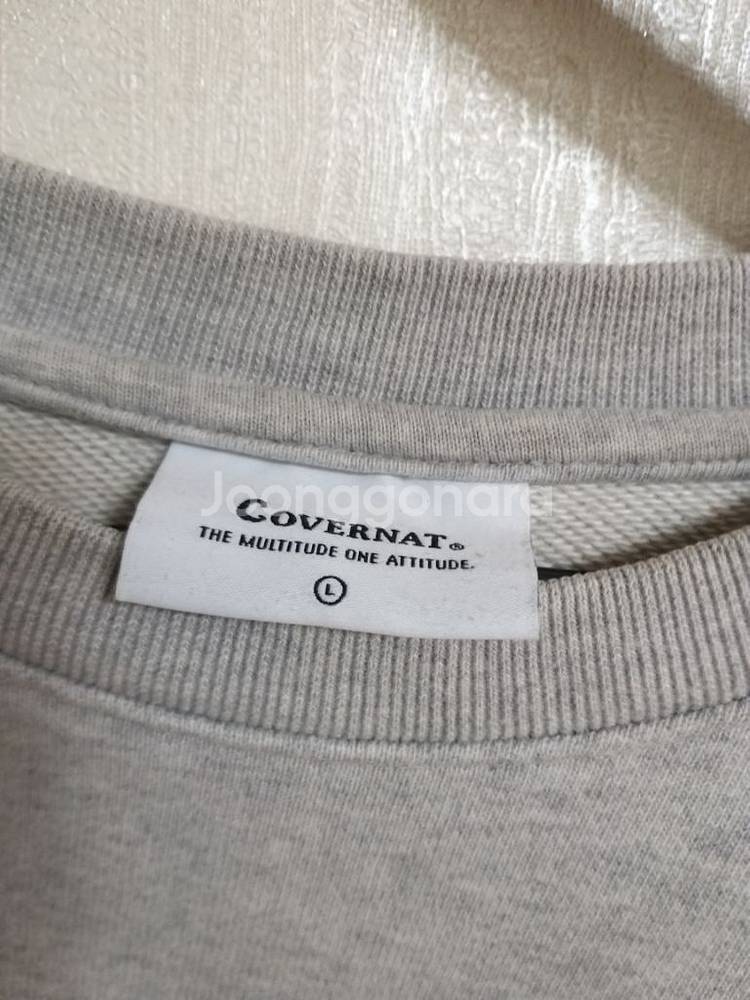 Joonggonara
COVERNAT®
THE MULTITUDE ONE ATTITUDE.
L